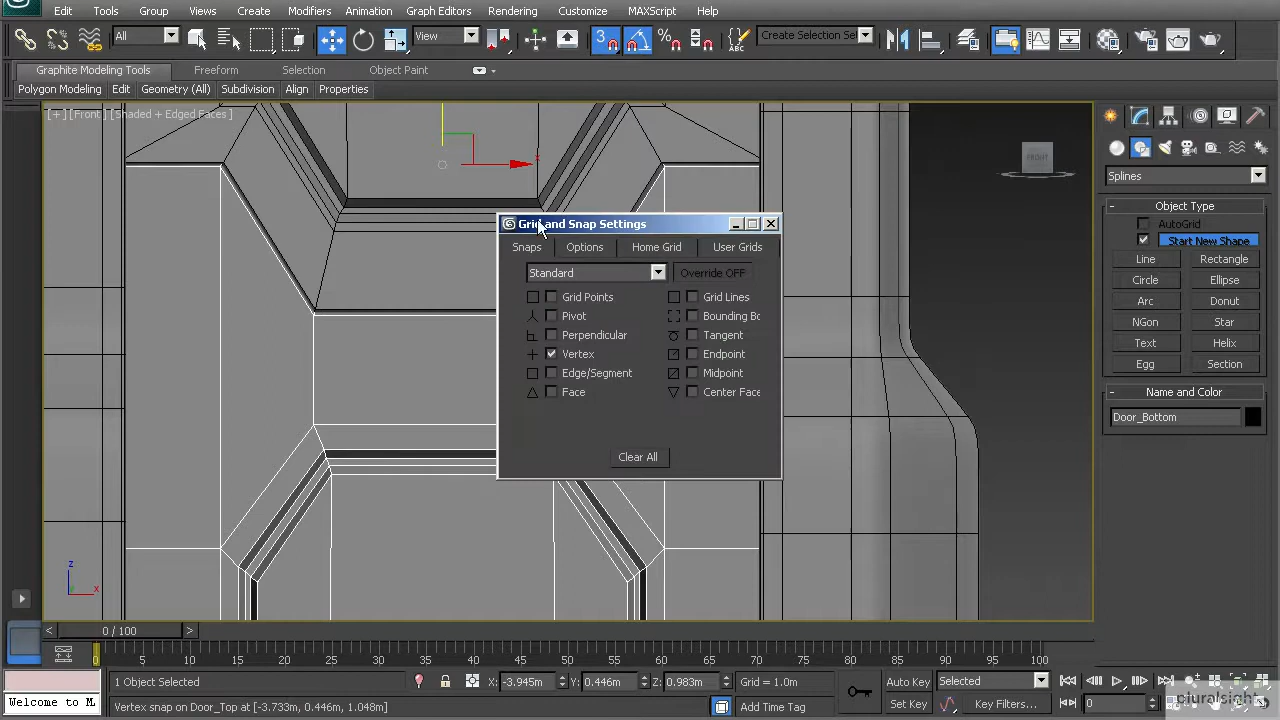 Edit Tools Group Views Create Modifiers Animation Graph Editors Rendering Customize MAXScript Help
All View 3 Create Selection Se
Graphite Modeling Tools Freeform Selection Object Paint
Polygon Modeling Edit Geometry (All) Subdivision Align Properties
[+] [Front] [Shaded + Edged Faces]
x
FRONT
Splines
Object Type
AutoGrid
Start New Shape
Line Rectangle
Circle Ellipse
Arc Donut
NGon Star
Text Helix
Egg Section
Name and Color
Door_Bottom
Grid and Snap Settings
Snaps Options Home Grid User Grids
Standard Override OFF
Grid Points Grid Lines
Pivot Bounding Bo
Perpendicular Tangent
Vertex Endpoint
Edge/Segment Midpoint
Face Center Face
Clear All
z
x
< 0 / 100 >
0 5 10 15 20 25 30 35 40 45 50 55 60 65 70 75 80 85 90 95 100
1 Object Selected X: -3.945m Y: 0.446m Z: 0.983m Grid = 1.0m Auto Key Selected
Welcome to M Vertex snap on Door_Top at [-3.733m, 0.446m, 1.048m] Add Time Tag Set Key Key Filters... 0
pluralsight